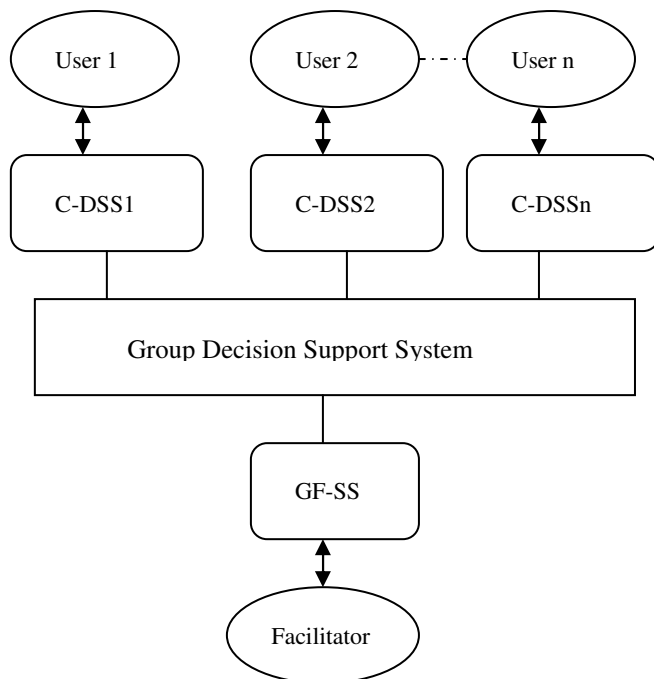 User 1
User 2
User n
C-DSS1
C-DSS2
C-DSSn
Group Decision Support System
GF-SS
Facilitator